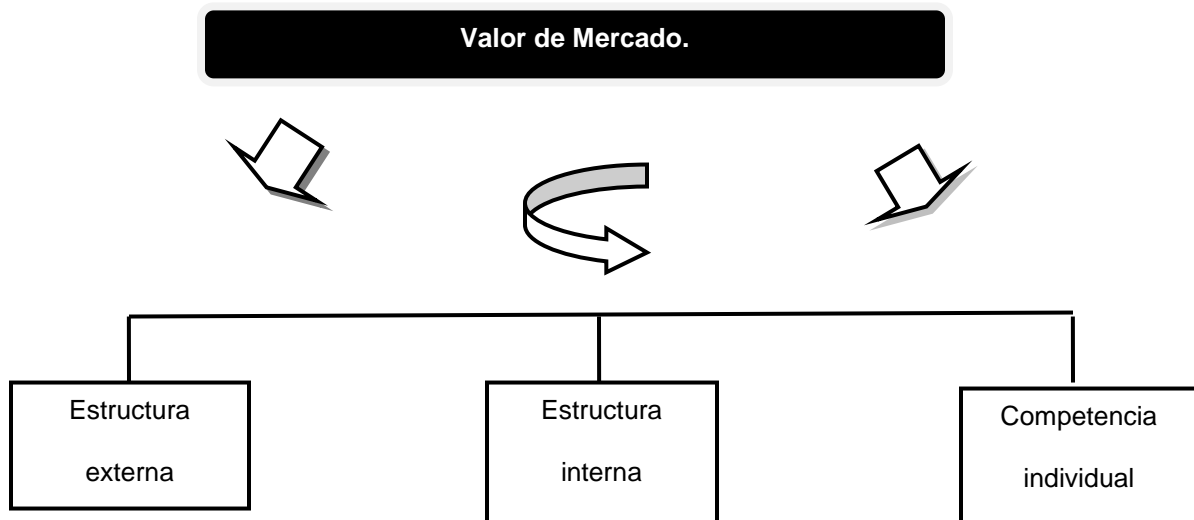 Valor de Mercado.
Estructura
externa
Estructura
interna
Competencia
individual